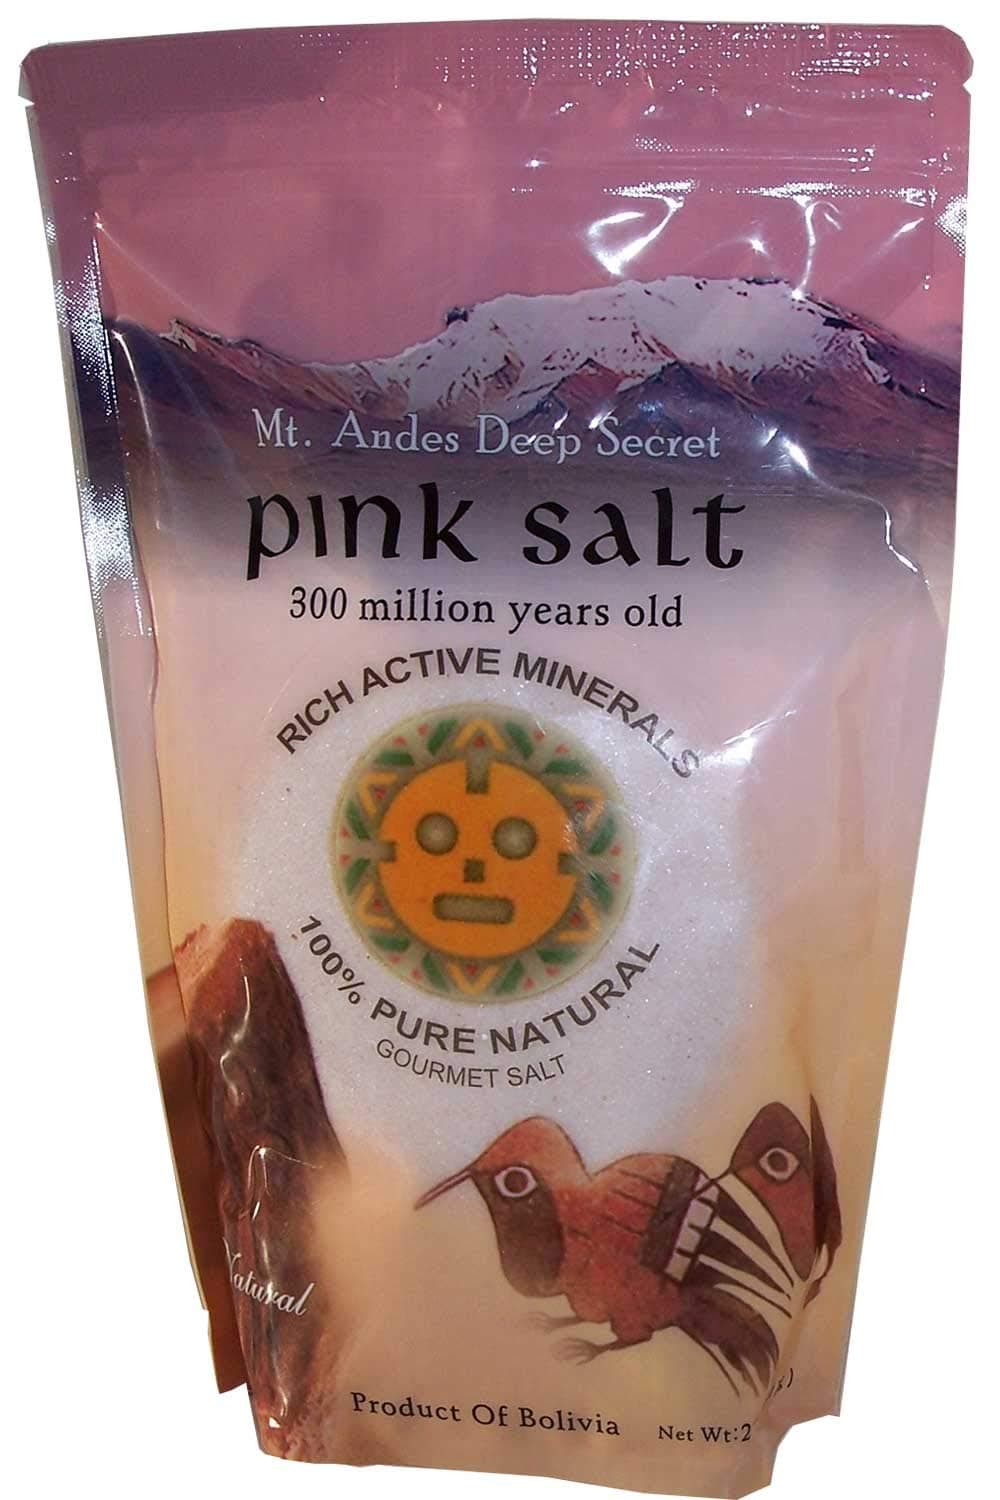 Mt. Andes Deep Secret
pink salt
300 million years old
RICH ACTIVE MINERALS
100% PURE NATURAL
GOURMET SALT
Natural
Product Of Bolivia
Net Wt: 2